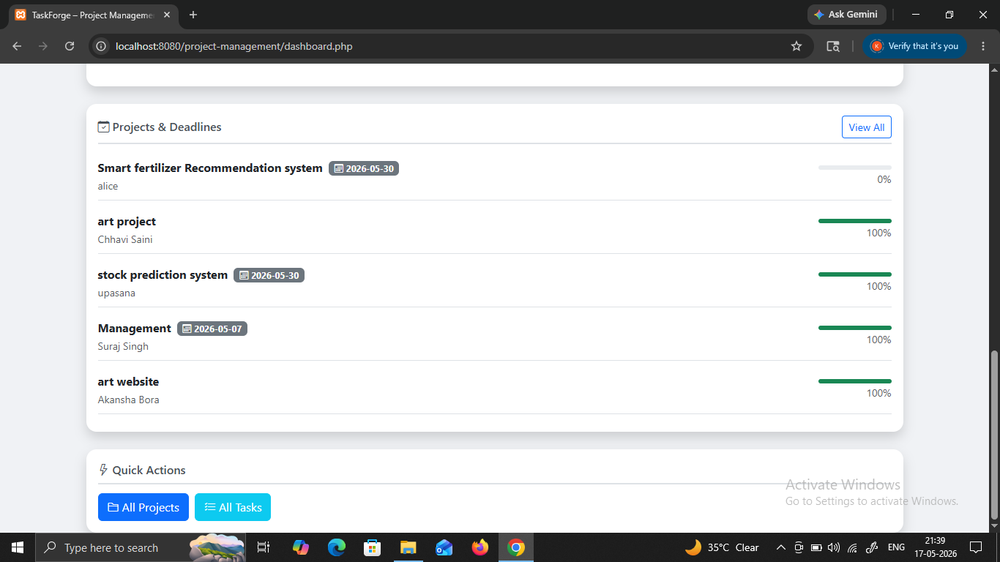 TaskForge – Project Manageme
Ask Gemini
localhost:8080/project-management/dashboard.php
Verify that it's you
K
Projects & Deadlines
View All
Smart fertilizer Recommendation system 2026-05-30
alice
0%
art project
Chhavi Saini
100%
stock prediction system 2026-05-30
upasana
100%
Management 2026-05-07
Suraj Singh
100%
art website
Akansha Bora
100%
Quick Actions
All Projects
All Tasks
Activate Windows
Go to Settings to activate Windows.
Type here to search
35°C Clear
ENG
21:39
17-05-2026